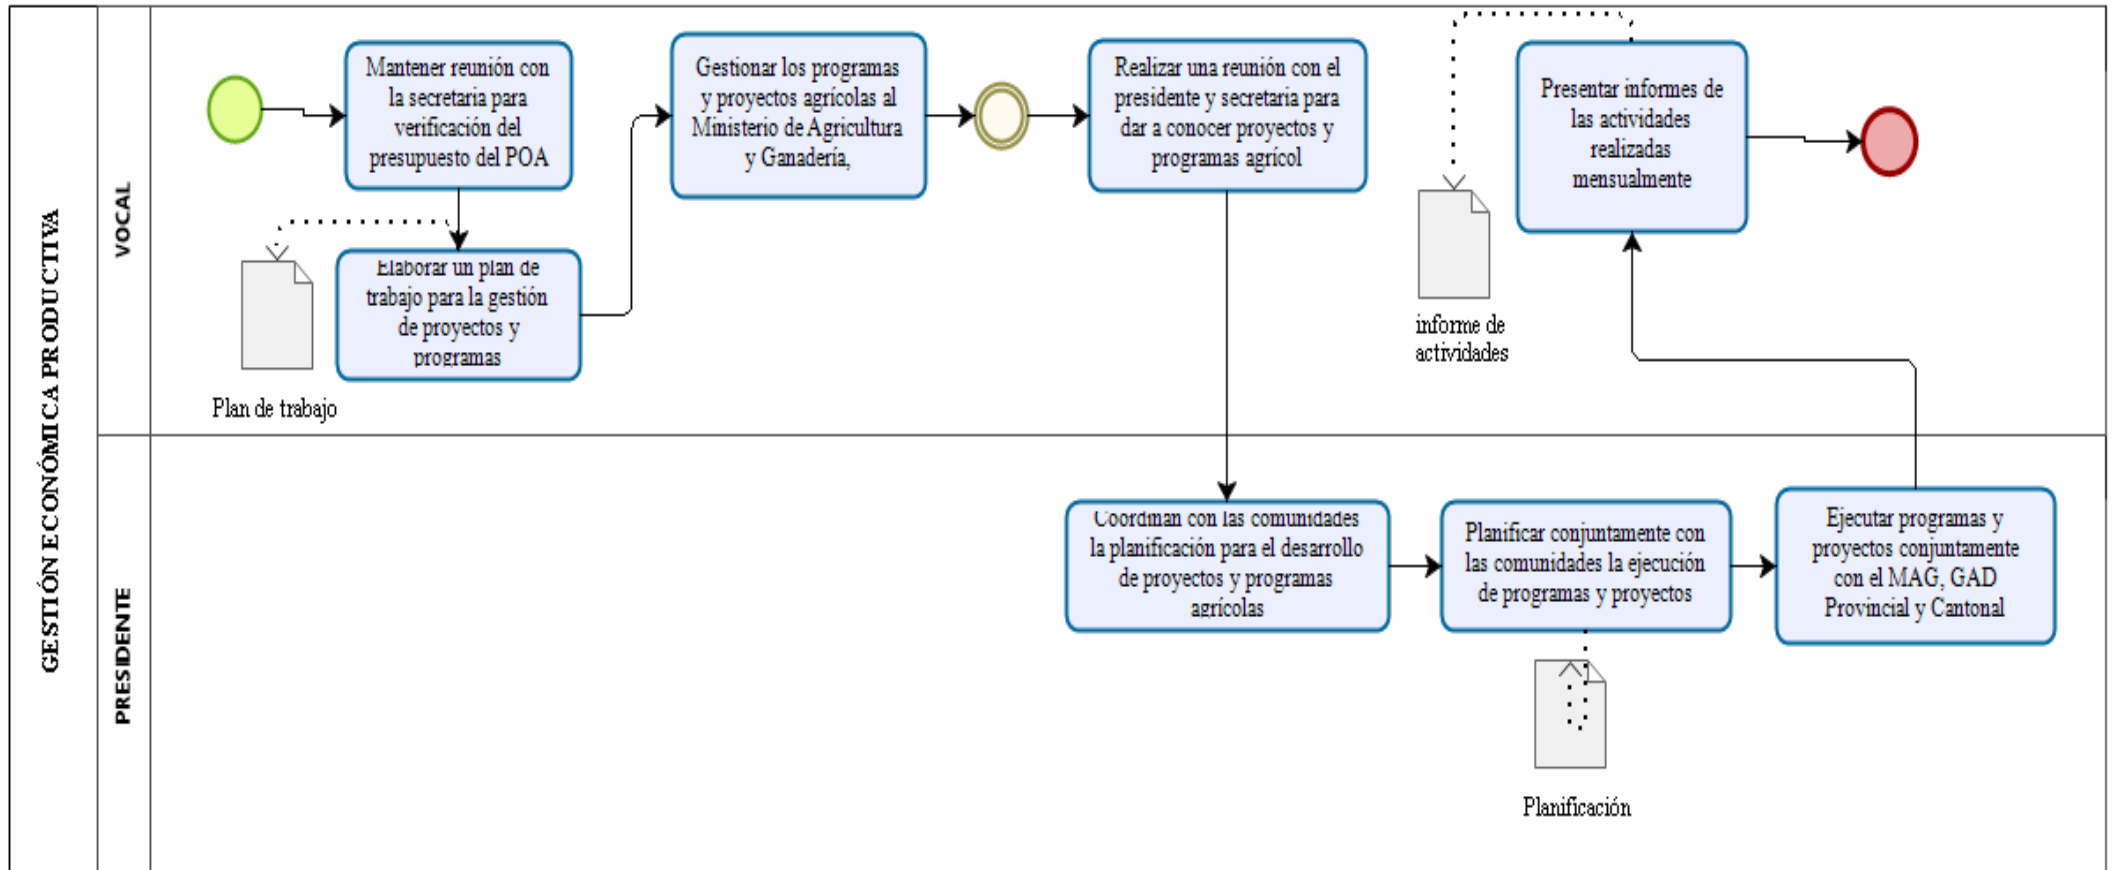 GESTIÓN ECONÓMICA PRODUCTIVA
VOCAL
Mantener reunión con
la secretaria para
verificación del
presupuesto del POA
Elaborar un plan de
trabajo para la gestión
de proyectos y
programas
Plan de trabajo
Gestionar los programas
y proyectos agrícolas al
Ministerio de Agricultura
y Ganadería,
Realizar una reunión con el
presidente y secretaria para
dar a conocer proyectos y
programas agrícol
informe de
actividades
Presentar informes de
las actividades
realizadas
mensualmente
PRESIDENTE
Coordinan con las comunidades
la planificación para el desarrollo
de proyectos y programas
agrícolas
Planificar conjuntamente con
las comunidades la ejecución
de programas y proyectos
Planificación
Ejecutar programas y
proyectos conjuntamente
con el MAG, GAD
Provincial y Cantonal